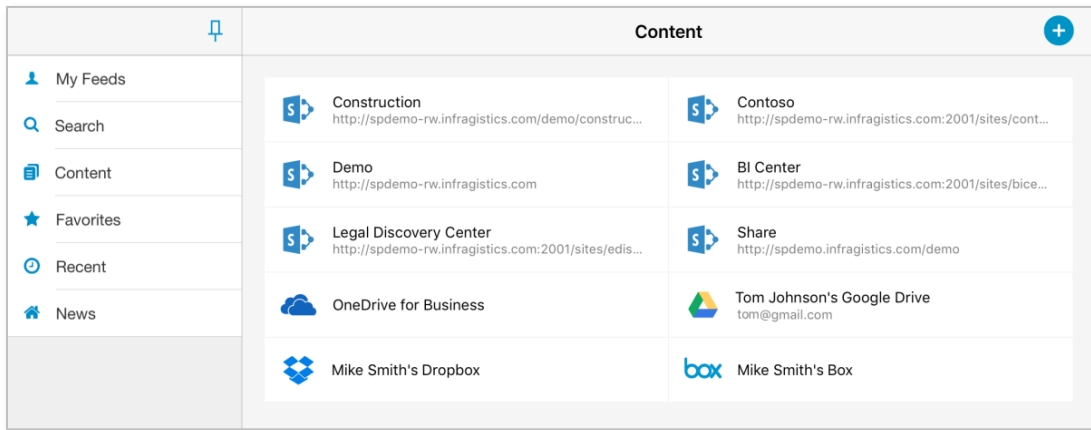 Content
My Feeds
Search
Content
Favorites
Recent
News
Construction
http://spdemo-rw.infragistics.com/demo/construc...
Contoso
http://spdemo-rw.infragistics.com:2001/sites/cont...
Demo
http://spdemo-rw.infragistics.com
BI Center
http://spdemo-rw.infragistics.com:2001/sites/bice...
Legal Discovery Center
http://spdemo-rw.infragistics.com:2001/sites/edis...
Share
http://spdemo.infragistics.com/demo
OneDrive for Business
Tom Johnson's Google Drive
tom@gmail.com
Mike Smith's Dropbox
box
Mike Smith's Box